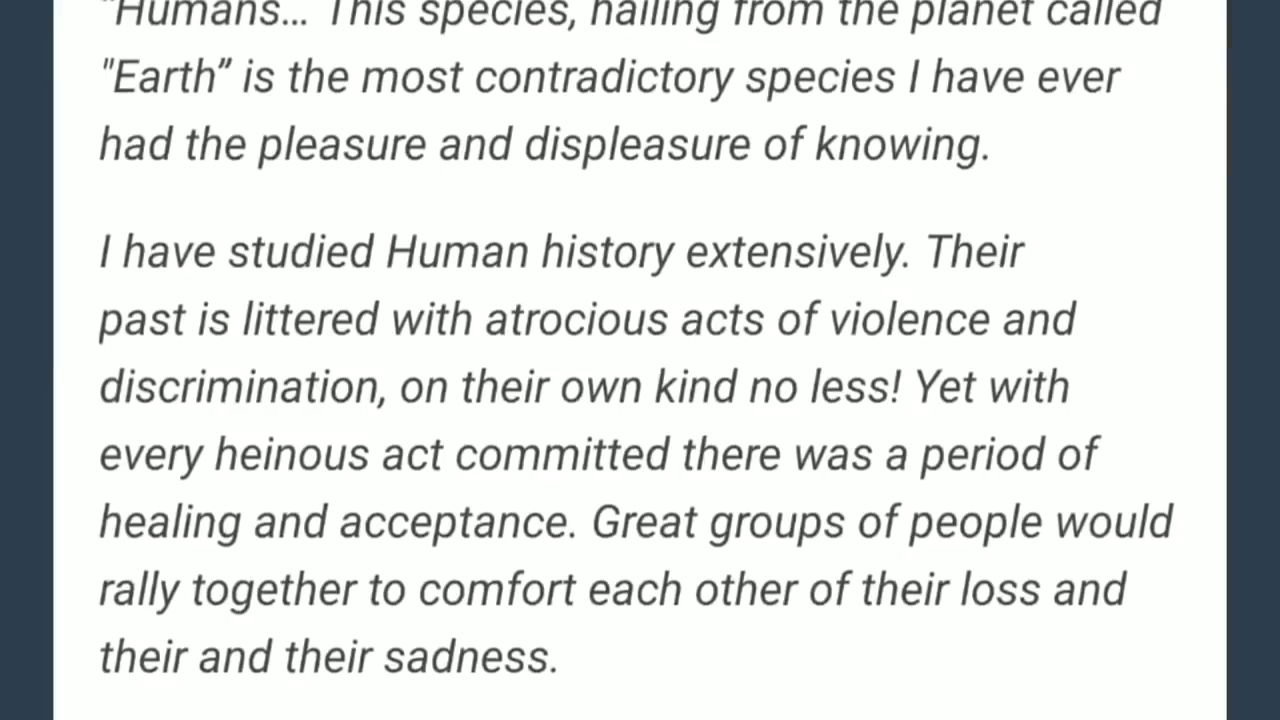 "Humans... This species, hailing from the planet called
"Earth” is the most contradictory species I have ever
had the pleasure and displeasure of knowing.
I have studied Human history extensively. Their
past is littered with atrocious acts of violence and
discrimination, on their own kind no less! Yet with
every heinous act committed there was a period of
healing and acceptance. Great groups of people would
rally together to comfort each other of their loss and
their and their sadness.